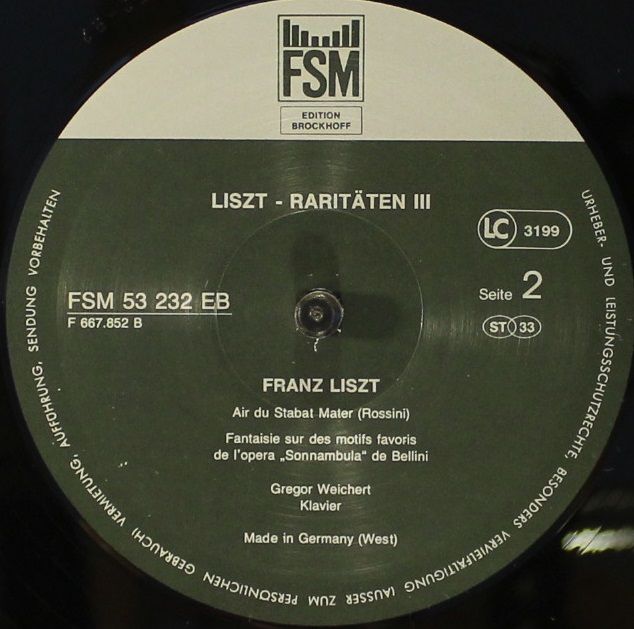 FSM
EDITION
BROCKHOFF
LISZT - RARITÄTEN III
LC 3199
FSM 53 232 EB
F 667.852 B
Seite 2
ST 33
FRANZ LISZT
Air du Stabat Mater (Rossini)
Fantaisie sur des motifs favoris
de l'opera „Sonnambula“ de Bellini
Gregor Weichert
Klavier
Made in Germany (West)
URHEBER- UND LEISTUNGSSCHUTZRECHTE, BESONDERS VERVIELFÄLTIGUNG (AUSSER ZUM PERSÖNLICHEN GEBRAUCH) VERMIETUNG, AUFFÜHRUNG, SENDUNG VORBEHALTEN